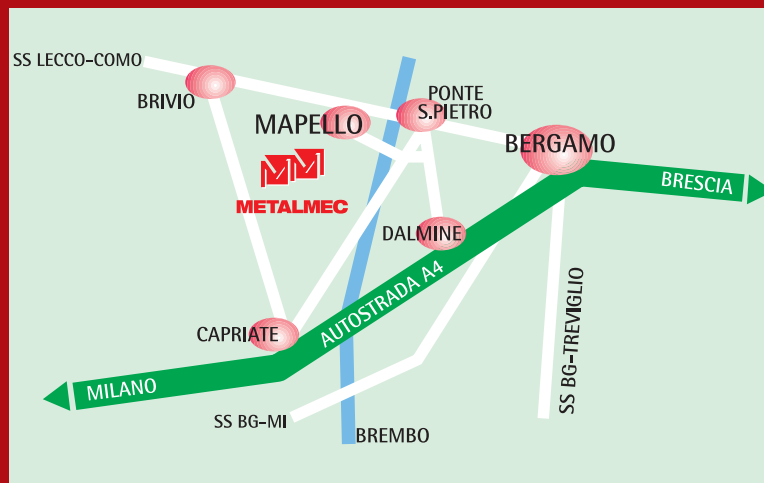 SS LECCO-COMO
BRIVIO
PONTE
S.PIETRO
MAPELLO
BERGAMO
METALMEC
BRESCIA
DALMINE
AUTOSTRADA A4
CAPRIATE
SS BG-TREVIGLIO
MILANO
SS BG-MI
BREMBO